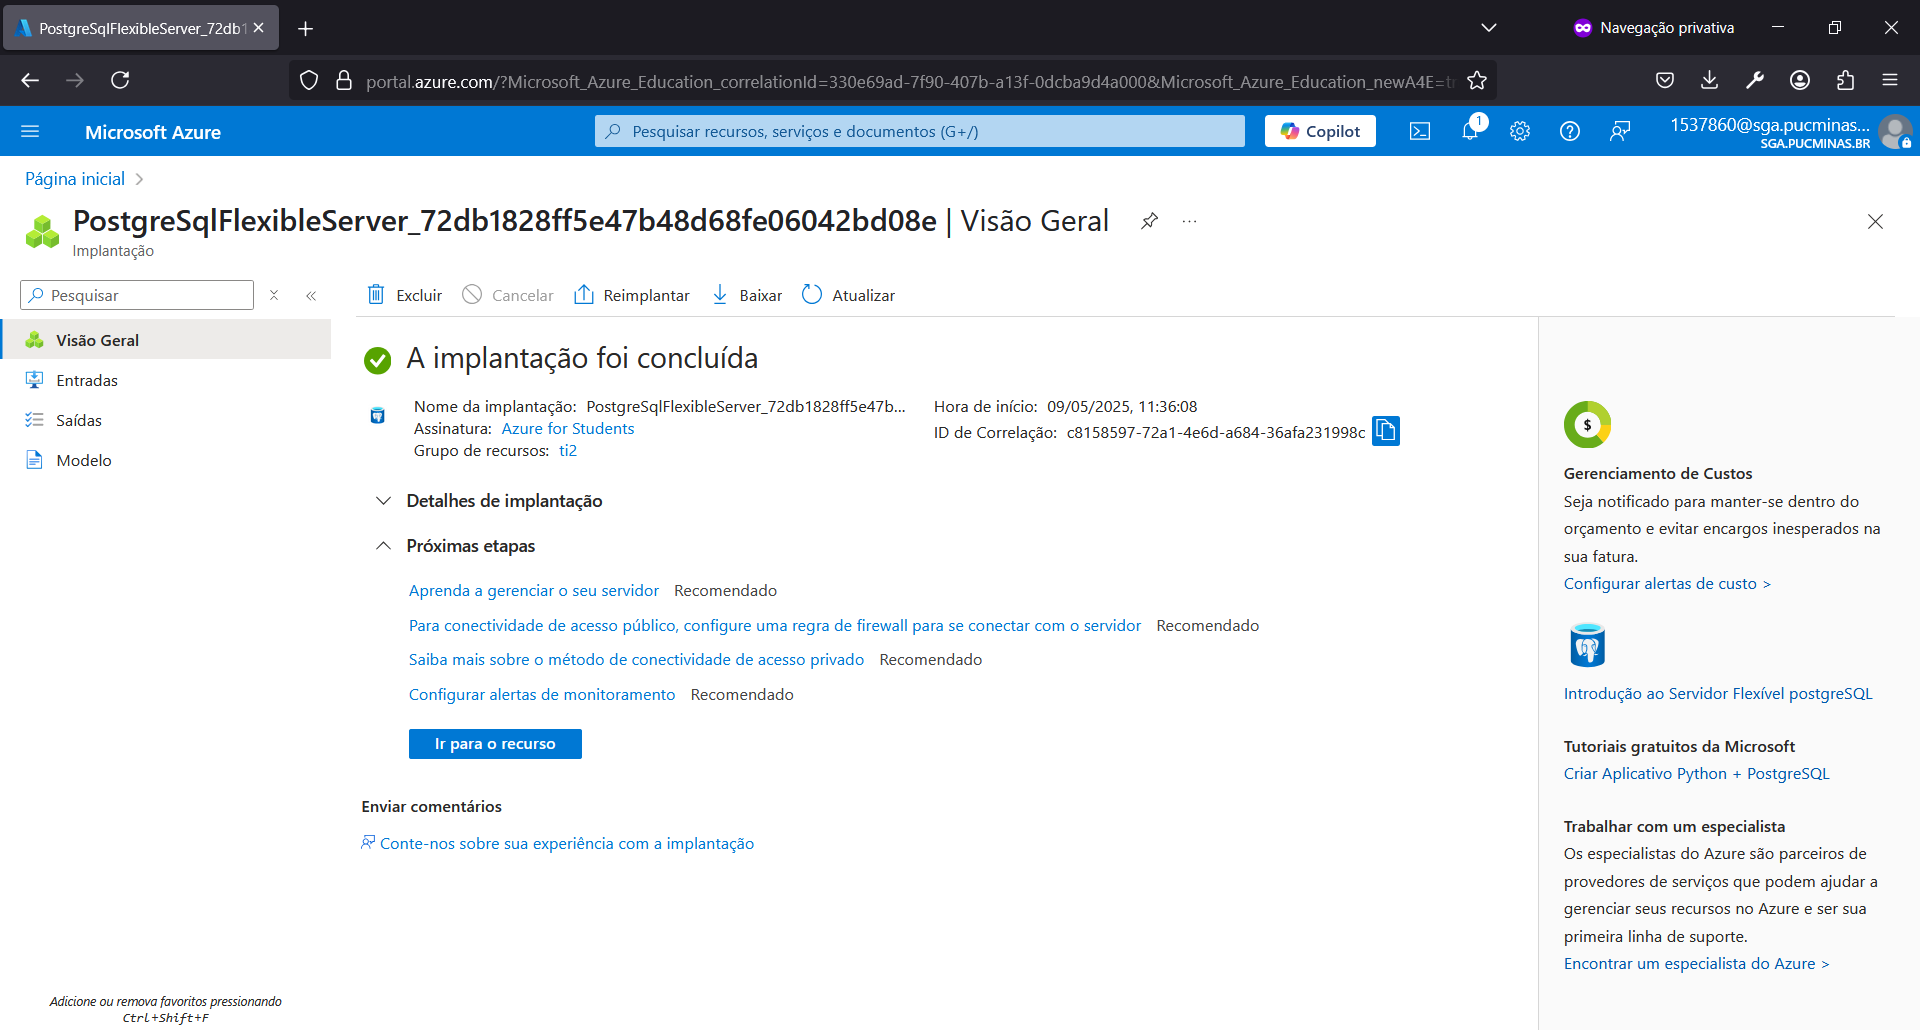 PostgreSqlFlexibleServer_72db1
Navegação privativa
portal.azure.com/?Microsoft_Azure_Education_correlationId=330e69ad-7f90-407b-a13f-0dcba9d4a000&Microsoft_Azure_Education_newA4E=tr
Microsoft Azure
Pesquisar recursos, serviços e documentos (G+/)
Copilot
1
1537860@sga.pucminas...
SGA.PUCMINAS.BR
Página inicial
PostgreSqlFlexibleServer_72db1828ff5e47b48d68fe06042bd08e | Visão Geral
Implantação
Pesquisar
Excluir
Cancelar
Reimplantar
Baixar
Atualizar
Visão Geral
Entradas
Saídas
Modelo
A implantação foi concluída
Nome da implantação: PostgreSqlFlexibleServer_72db1828ff5e47b...
Assinatura: Azure for Students
Grupo de recursos: ti2
Hora de início: 09/05/2025, 11:36:08
ID de Correlação: c8158597-72a1-4e6d-a684-36afa231998c
Detalhes de implantação
Próximas etapas
Aprenda a gerenciar o seu servidor Recomendado
Para conectividade de acesso público, configure uma regra de firewall para se conectar com o servidor Recomendado
Saiba mais sobre o método de conectividade de acesso privado Recomendado
Configurar alertas de monitoramento Recomendado
Ir para o recurso
Enviar comentários
Conte-nos sobre sua experiência com a implantação
$
Gerenciamento de Custos
Seja notificado para manter-se dentro do
orçamento e evitar encargos inesperados na
sua fatura.
Configurar alertas de custo >
Introdução ao Servidor Flexível postgreSQL
Tutoriais gratuitos da Microsoft
Criar Aplicativo Python + PostgreSQL
Trabalhar com um especialista
Os especialistas do Azure são parceiros de
provedores de serviços que podem ajudar a
gerenciar seus recursos no Azure e ser sua
primeira linha de suporte.
Encontrar um especialista do Azure >
Adicione ou remova favoritos pressionando
Ctrl+Shift+F